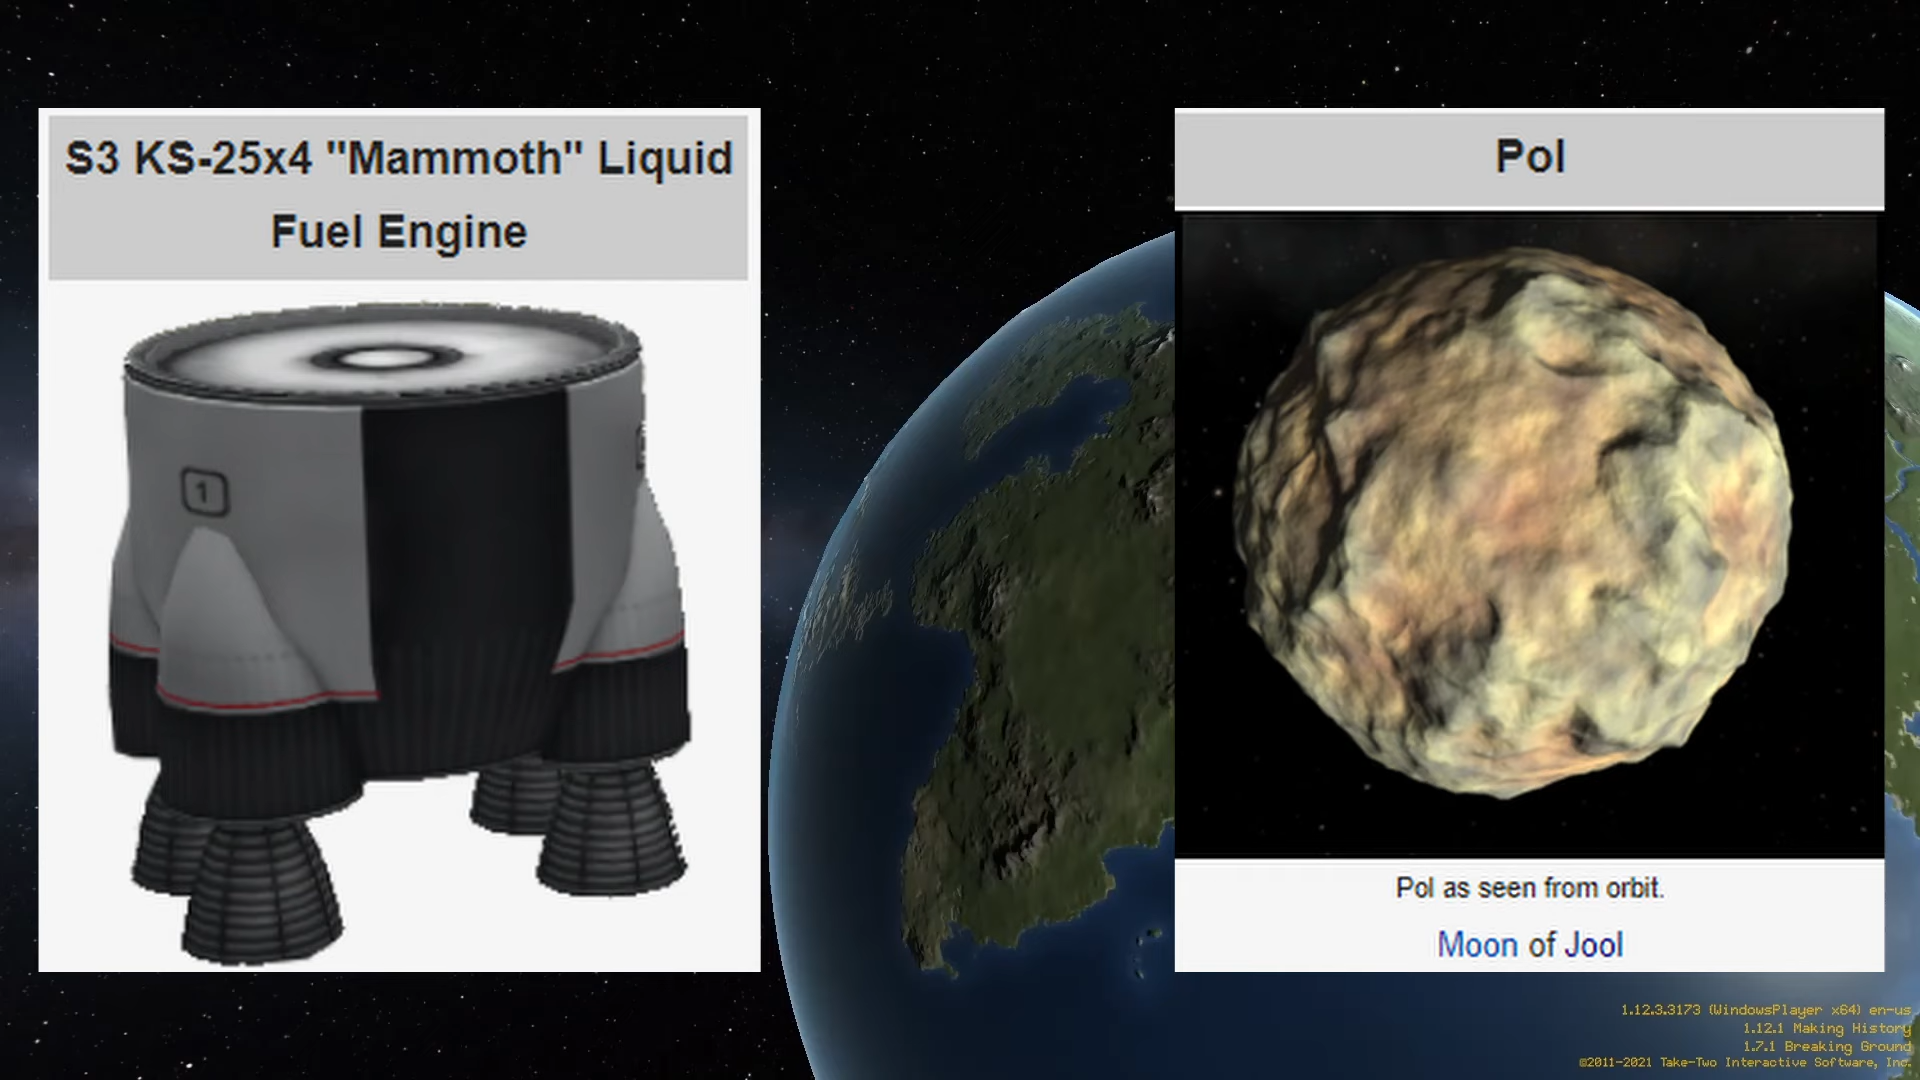 S3 KS-25x4 "Mammoth" Liquid
Fuel Engine
1
Pol
Pol as seen from orbit.
Moon of Jool
1.12.3.3173 (WindowsPlayer x64) en-us
1.12.1 Making History
1.7.1 Breaking Ground
©2011-2021 Take-Two Interactive Software, Inc.